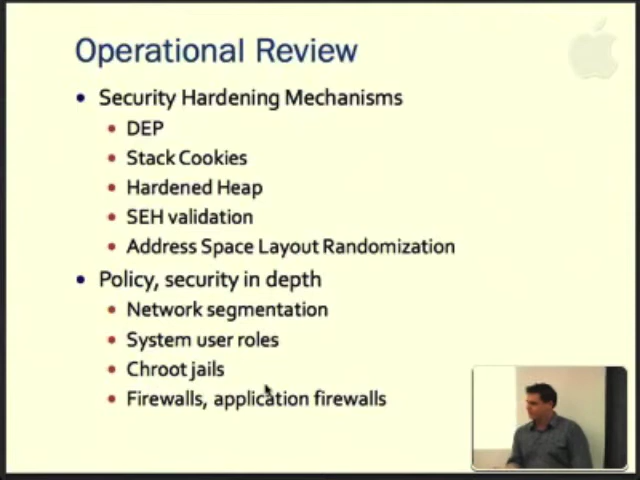 Operational Review
• Security Hardening Mechanisms
• DEP
• Stack Cookies
• Hardened Heap
• SEH validation
• Address Space Layout Randomization
• Policy, security in depth
• Network segmentation
• System user roles
• Chroot jails
• Firewalls, application firewalls